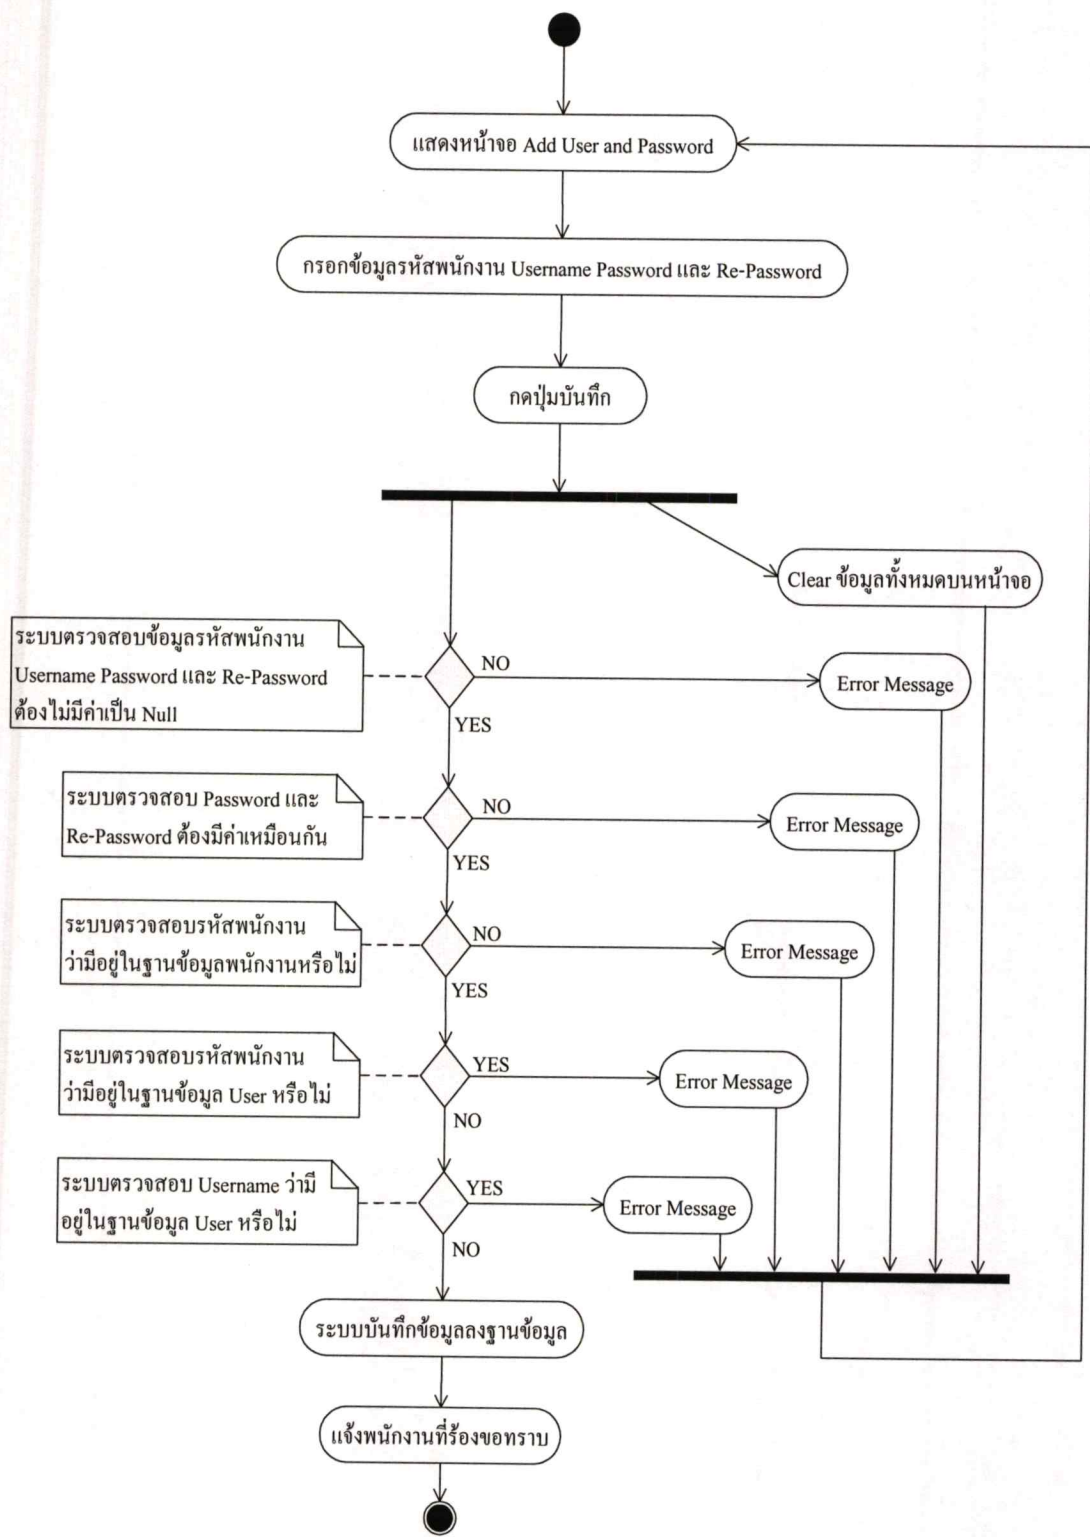 แสดงหน้าจอ Add User and Password
กรอกข้อมูลรหัสพนักงาน Username Password และ Re-Password
กดปุ่มบันทึก
Clear ข้อมูลทั้งหมดบนหน้าจอ
ระบบตรวจสอบข้อมูลรหัสพนักงาน
Username Password และ Re-Password
ต้องไม่มีค่าเป็น Null
NO
Error Message
YES
ระบบตรวจสอบ Password และ
Re-Password ต้องมีค่าเหมือนกัน
NO
Error Message
YES
ระบบตรวจสอบรหัสพนักงาน
ว่ามีอยู่ในฐานข้อมูลพนักงานหรือไม่
NO
Error Message
YES
ระบบตรวจสอบรหัสพนักงาน
ว่ามีอยู่ในฐานข้อมูล User หรือไม่
YES
Error Message
NO
ระบบตรวจสอบ Username ว่ามี
อยู่ในฐานข้อมูล User หรือไม่
YES
Error Message
NO
ระบบบันทึกข้อมูลลงฐานข้อมูล
แจ้งพนักงานที่ร้องขอทราบ